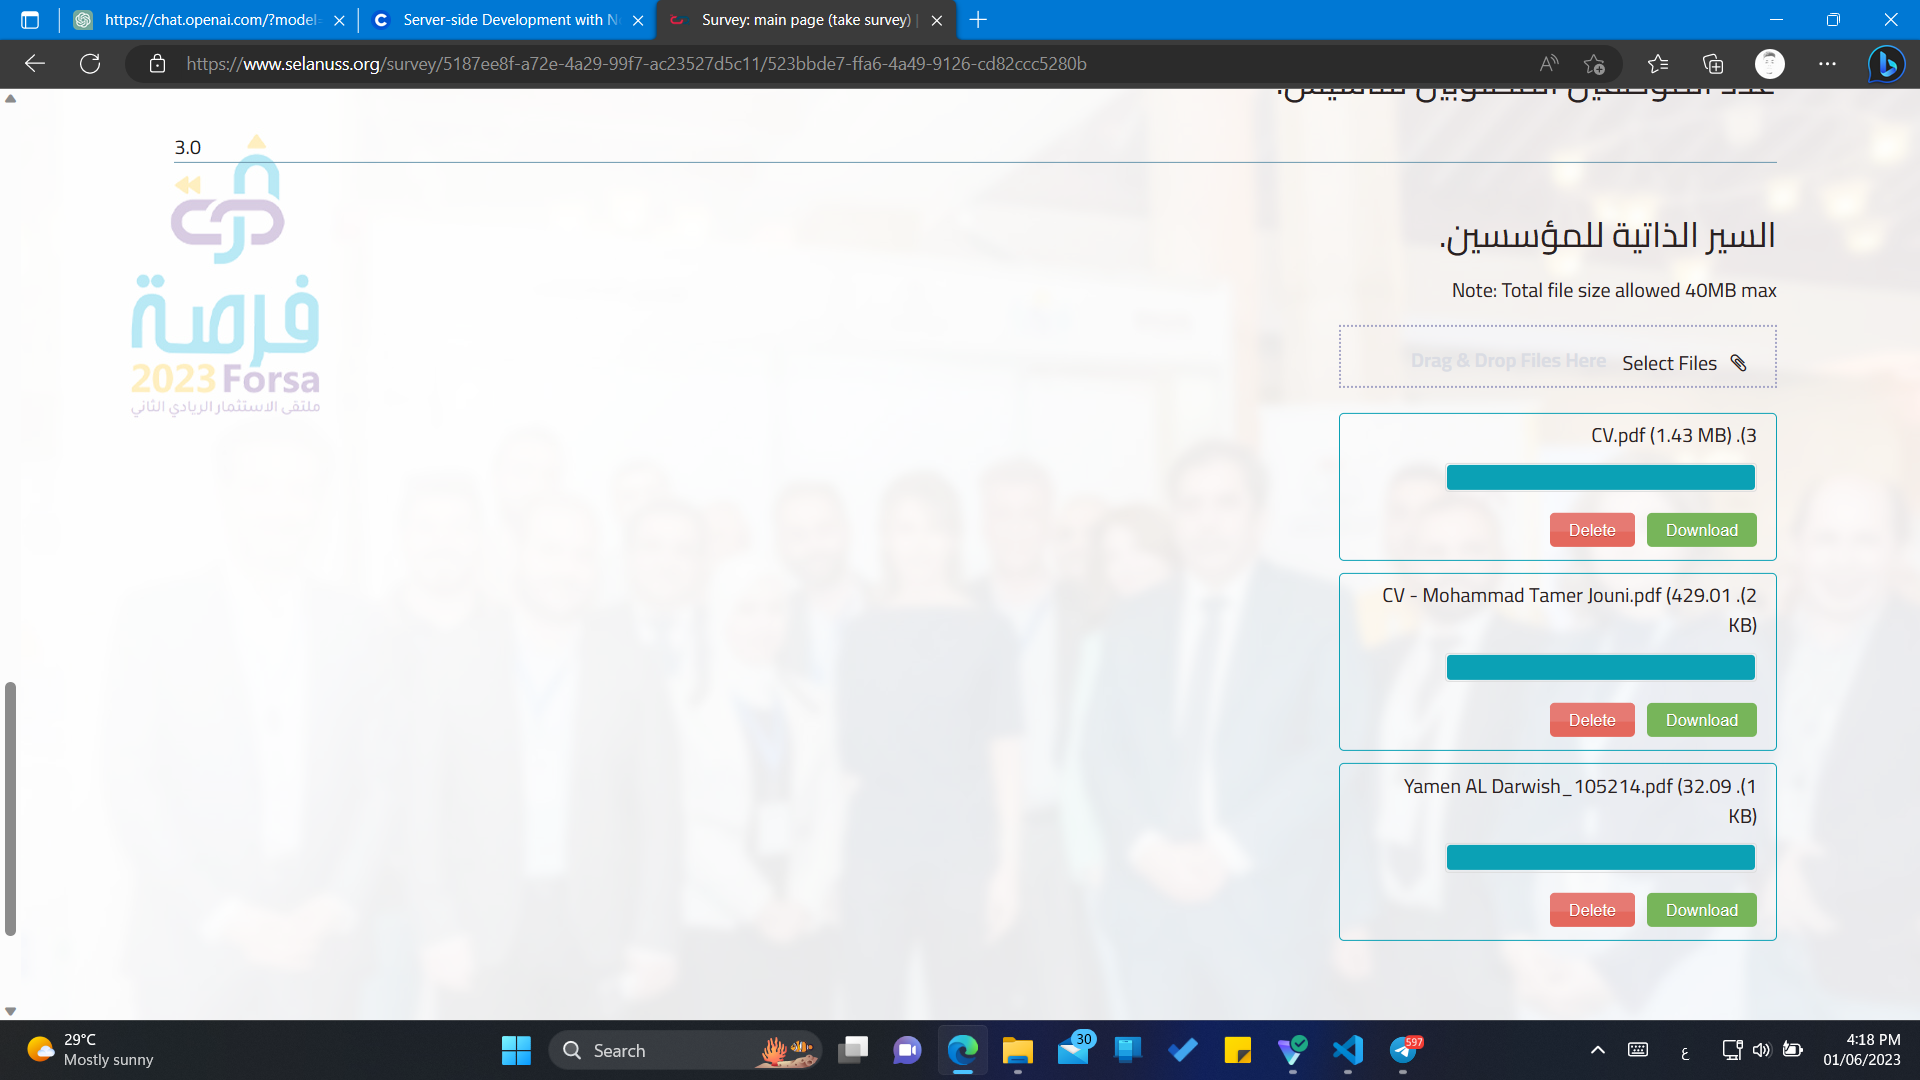 https://chat.openai.com/?model=
Server-side Development with N
Survey: main page (take survey) |
https://www.selanuss.org/survey/5187ee8f-a72e-4a29-99f7-ac23527d5c11/523bbde7-ffa6-4a49-9126-cd82ccc5280b
3.0
فرصة
2023 Forsa
ملتقى الاستثمار الريادي الثاني
السير الذاتية للمؤسسين.
Note: Total file size allowed 40MB max
Drag & Drop Files Here Select Files
CV.pdf (1.43 MB) .(3
Delete Download
CV - Mohammad Tamer Jouni.pdf (429.01 .(2
KB)
Delete Download
Yamen AL Darwish_105214.pdf (32.09 .(1
KB)
Delete Download
29°C
Mostly sunny
Search
30
597
ع
4:18 PM
01/06/2023